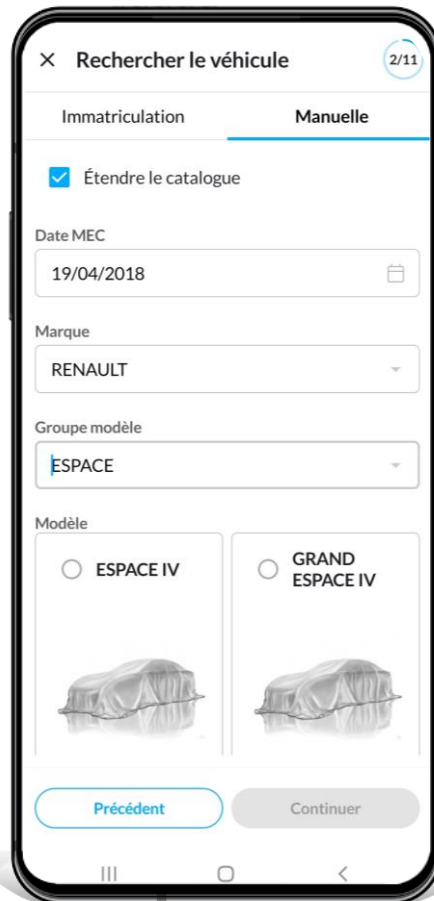 Rechercher le véhicule
2/11
Immatriculation
Manuelle
Étendre le catalogue
Date MEC
19/04/2018
Marque
RENAULT
Groupe modèle
ESPACE
Modèle
ESPACE IV
GRAND
ESPACE IV
Précédent
Continuer